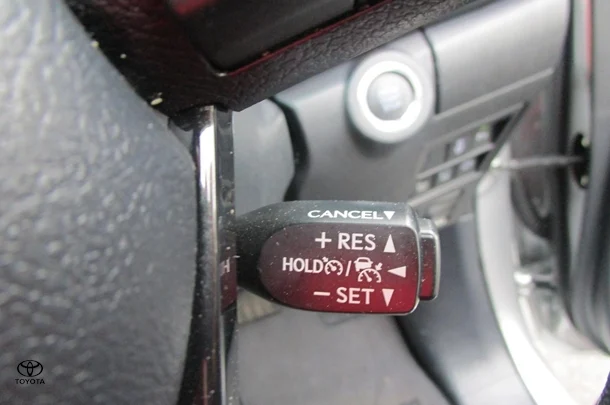 CANCEL▼
+ RES ▲
HOLD / ◄
− SET ▼
TOYOTA